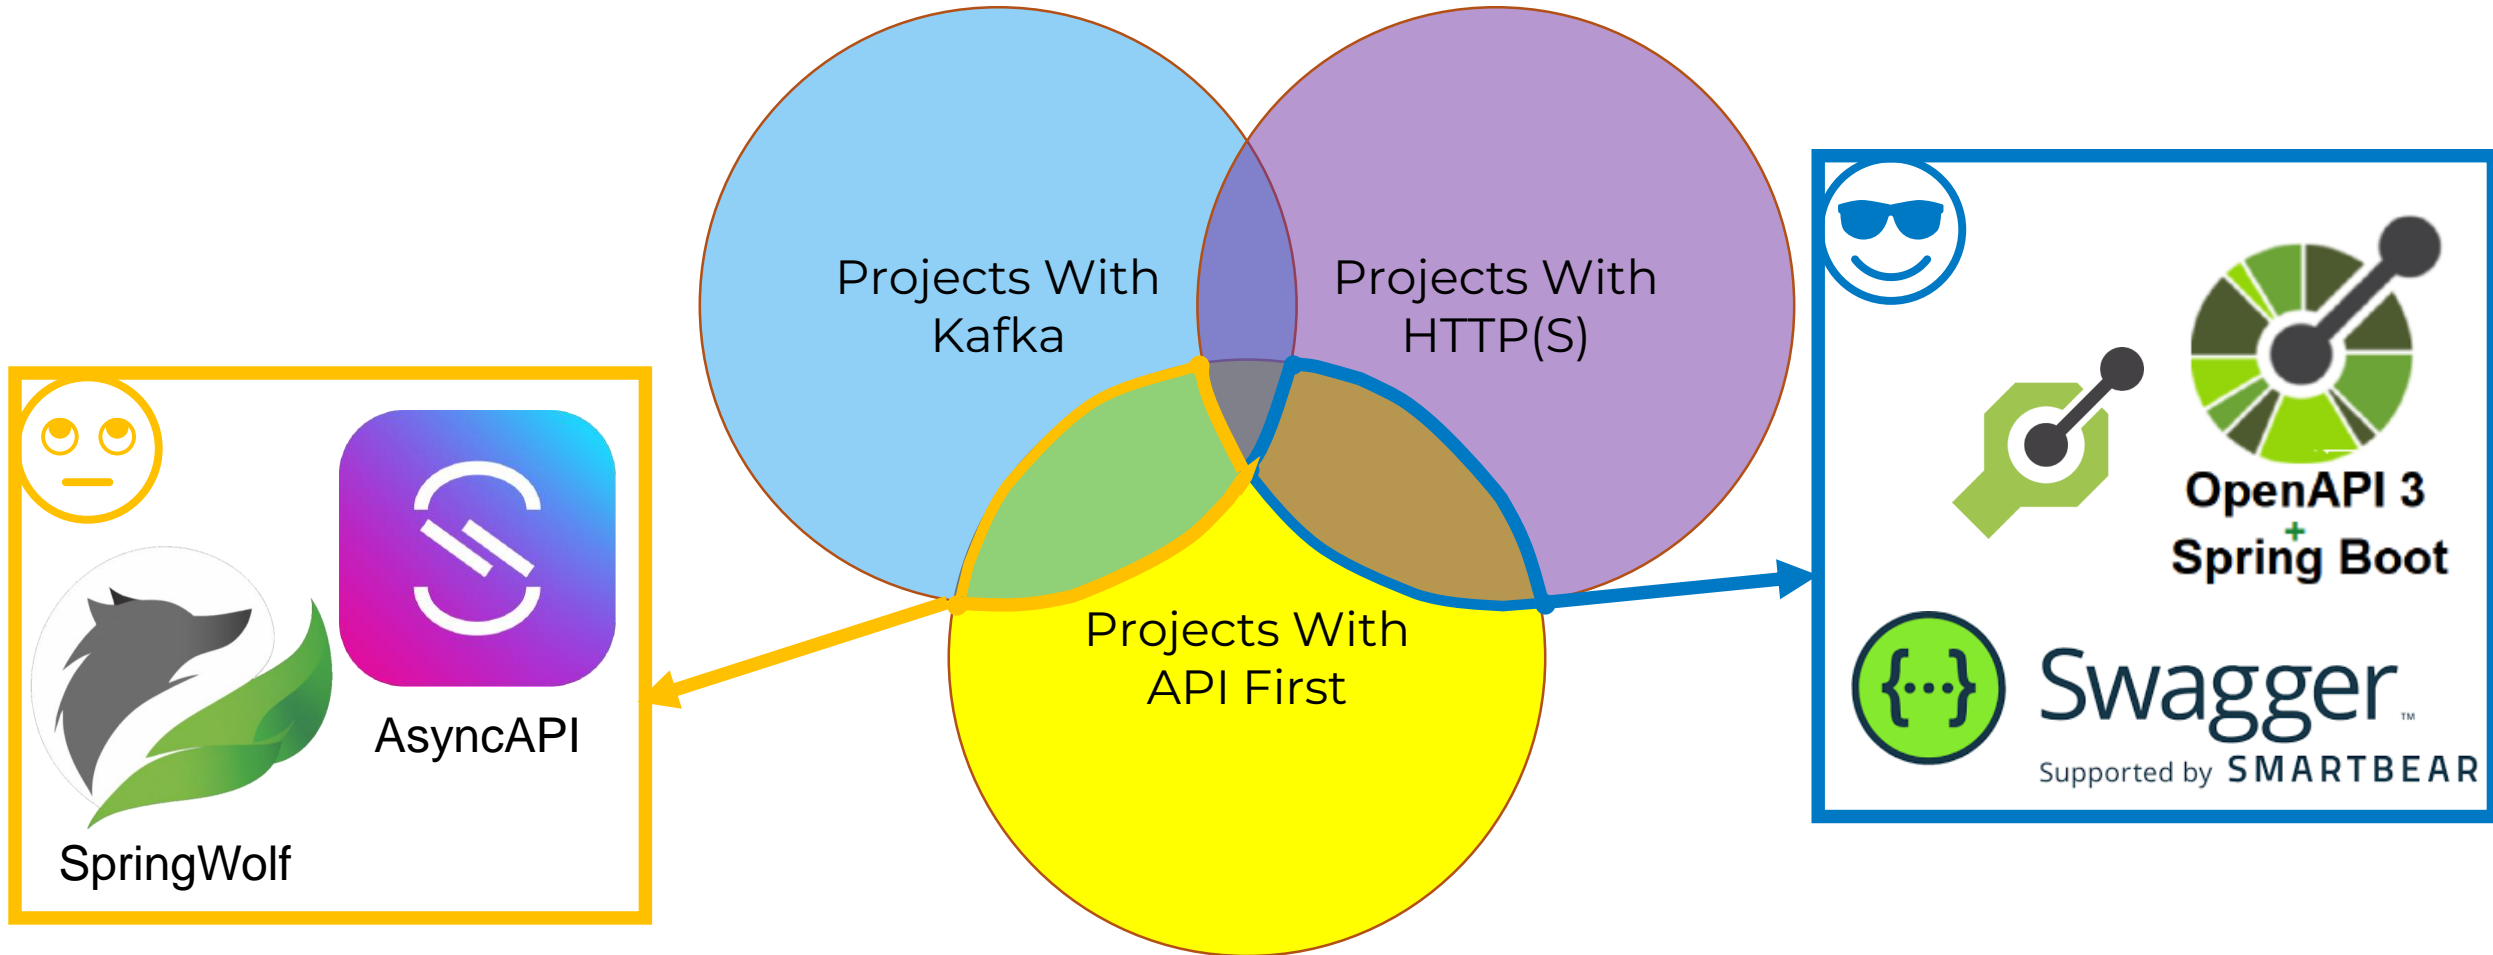 Projects With
Kafka
Projects With
HTTP(S)
Projects With
API First
AsyncAPI
SpringWolf
OpenAPI 3
+
Spring Boot
{···}
Swagger™
Supported by SMARTBEAR